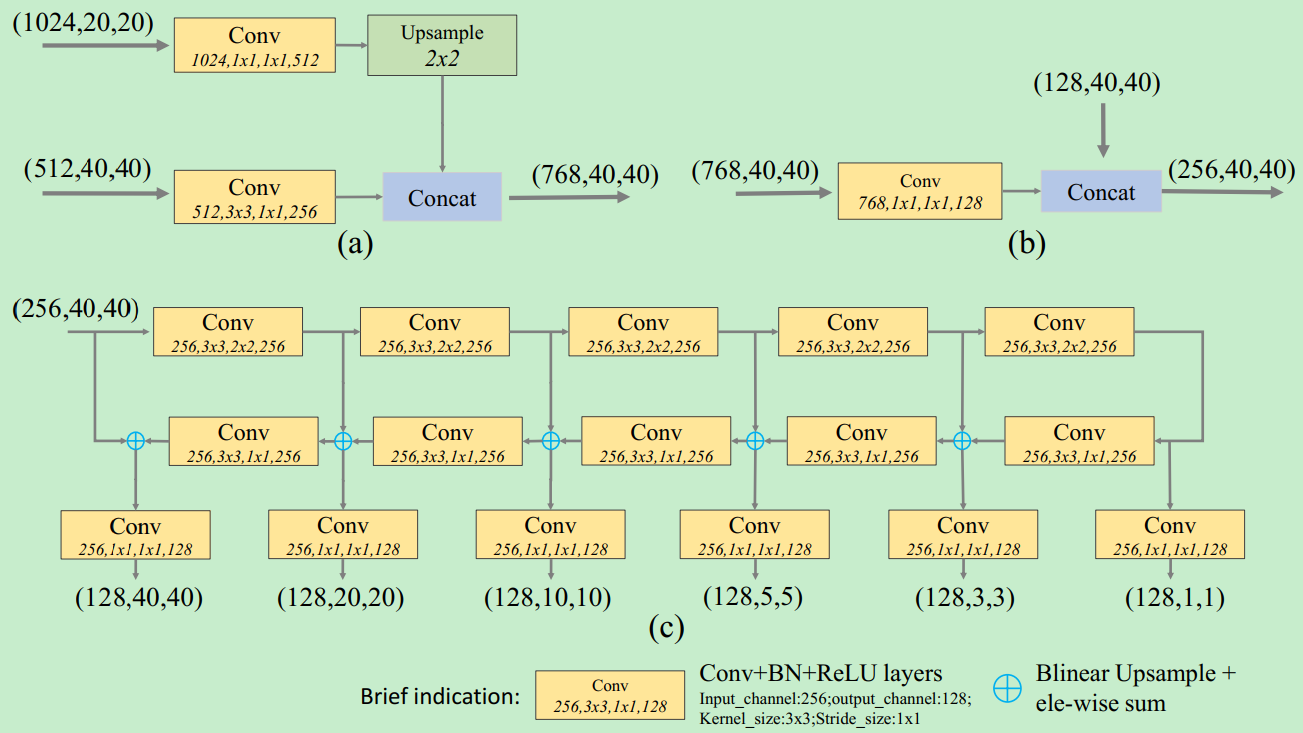 (1024,20,20)
Conv
1024,1x1,1x1,512
Upsample
2x2
(512,40,40)
Conv
512,3x3,1x1,256
Concat
(768,40,40)
(a)
(128,40,40)
(768,40,40)
Conv
768,1x1,1x1,128
Concat
(256,40,40)
(b)
(256,40,40)
Conv
256,3x3,2x2,256
Conv
256,3x3,2x2,256
Conv
256,3x3,2x2,256
Conv
256,3x3,2x2,256
Conv
256,3x3,2x2,256
Conv
256,3x3,1x1,256
Conv
256,3x3,1x1,256
Conv
256,3x3,1x1,256
Conv
256,3x3,1x1,256
Conv
256,3x3,1x1,256
Conv
256,1x1,1x1,128
Conv
256,1x1,1x1,128
Conv
256,1x1,1x1,128
Conv
256,1x1,1x1,128
Conv
256,1x1,1x1,128
Conv
256,1x1,1x1,128
(128,40,40)
(128,20,20)
(128,10,10)
(128,5,5)
(128,3,3)
(128,1,1)
(c)
Brief indication:
Conv
256,3x3,1x1,128
Conv+BN+ReLU layers
Input_channel:256;output_channel:128;
Kernel_size:3x3;Stride_size:1x1
Blinear Upsample +
ele-wise sum